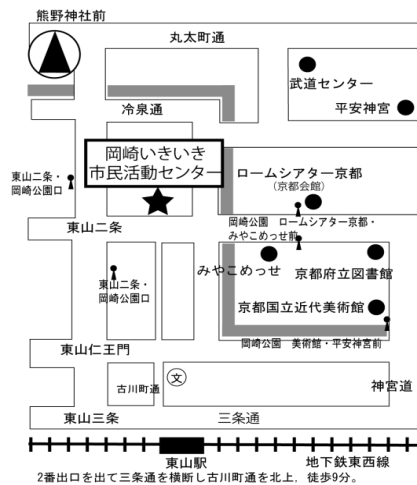 熊野神社前
丸太町通
武道センター
平安神宮
冷泉通
岡崎いきいき
市民活動センター
ロームシアター京都
(京都会館)
東山二条・
岡崎公園口
岡崎公園 ロームシアター京都・
みやこめっせ前
東山二条
みやこめっせ
京都府立図書館
東山二条・
岡崎公園口
京都国立近代美術館
東山仁王門
岡崎公園 美術館・平安神宮前
古川町通
文
神宮道
東山三条
三条通
東山駅
地下鉄東西線
2番出口を出て三条通を横断し古川町通を北上，徒歩9分。